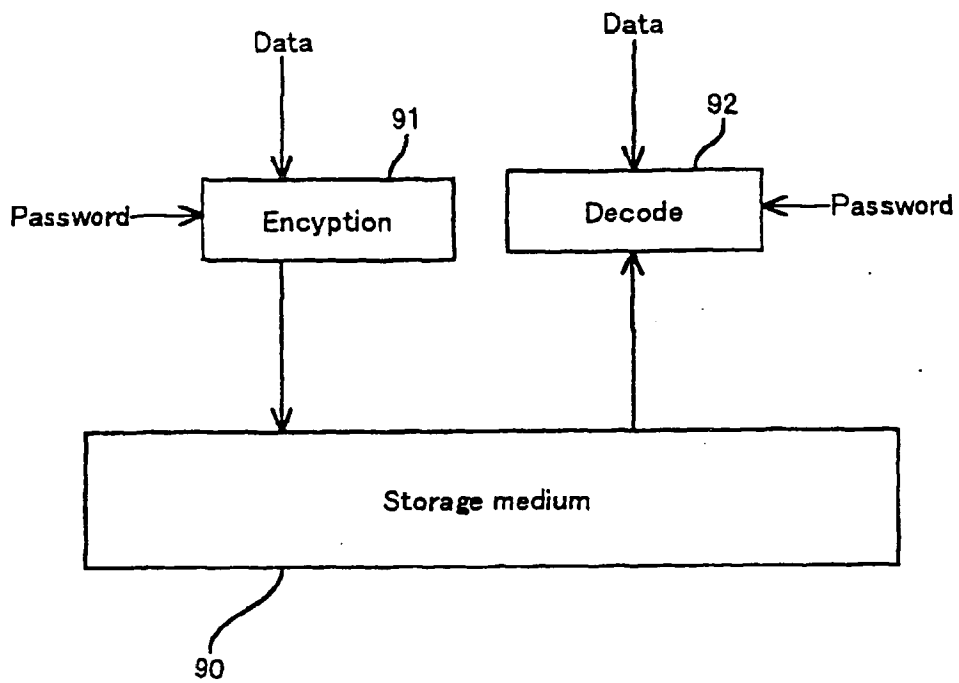 Data
Data
91
92
Password
Encyption
Decode
Password
Storage medium
90